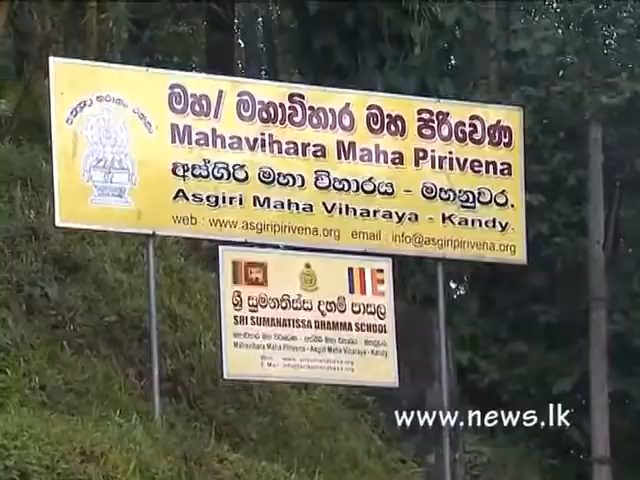 මහ/ මහාවිහාර මහ පිරිවෙණ
Mahavihara Maha Pirivena
අස්ගිරි මහා විහාරය - මහනුවර.
Asgiri Maha Viharaya - Kandy.
web : www.asgiripirivena.org email : info@asgiripirivena.org
ශ්‍රී සුමනතිස්ස දහම් පාසල
SRI SUMANATISSA DHAMMA SCHOOL
Mahavihara Maha Pirivena - Asgiri Maha Viharaya - Kandy
www.news.lk